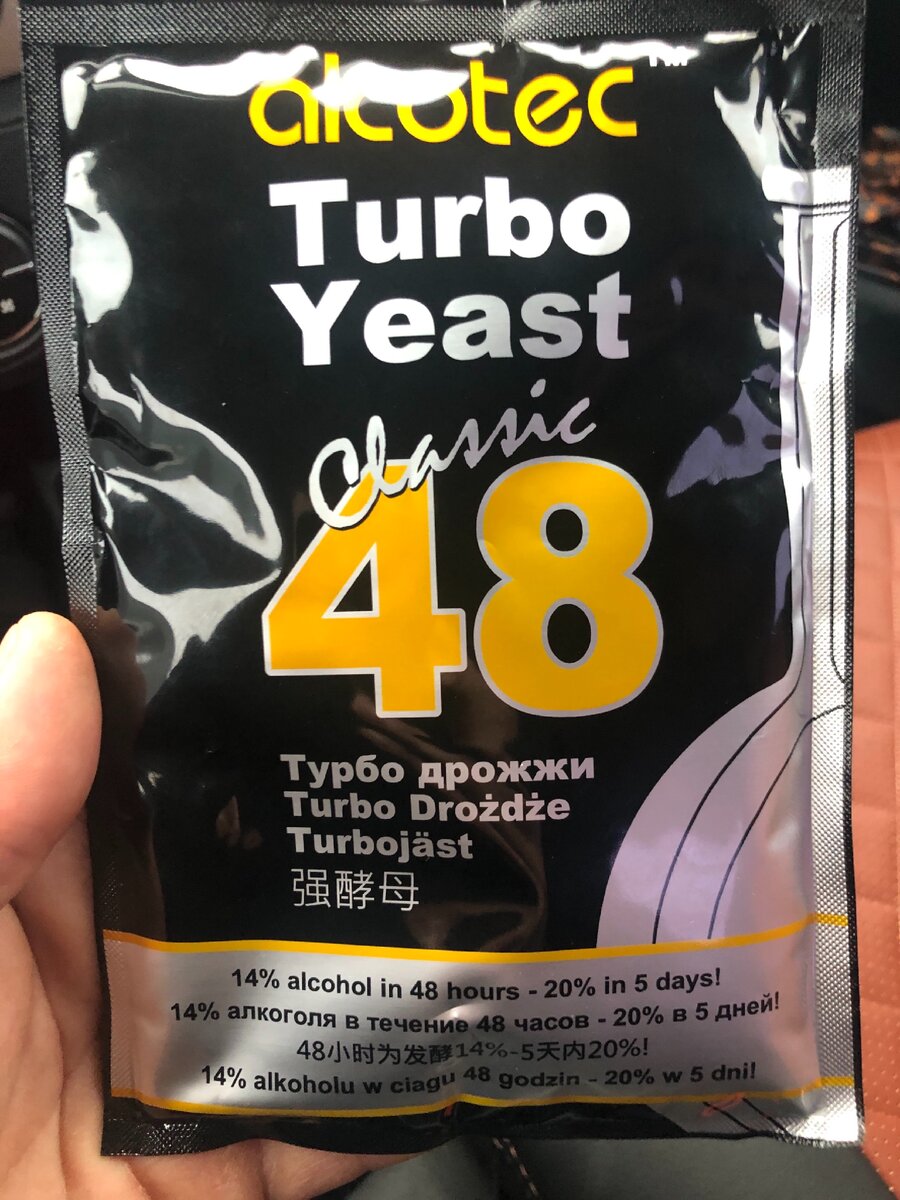 alcotec™
Turbo
Yeast
Classic
48
Турбо дрожжи
Turbo Drożdże
Turbojäst
强酵母
14% alcohol in 48 hours - 20% in 5 days!
14% алкоголя в течение 48 часов - 20% в 5 дней!
48小时为发酵14%-5天内20%!
14% alkoholu w ciagu 48 godzin - 20% w 5 dni!